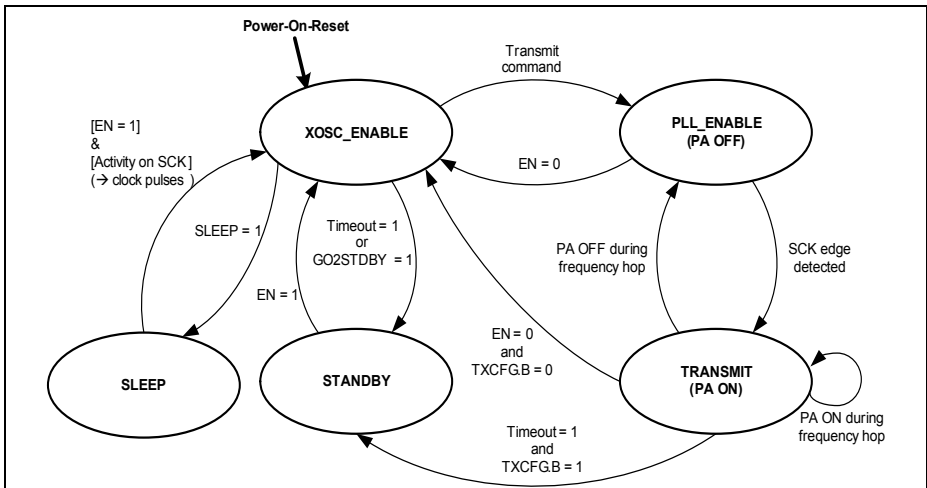 Power-On-Reset
Transmit
command
XOSC_ENABLE
PLL_ENABLE
(PA OFF)
[EN = 1]
&
[Activity on SCK]
(→ clock pulses )
EN = 0
SLEEP = 1
Timeout = 1
or
GO2STDBY = 1
PA OFF during
frequency hop
SCK edge
detected
EN = 1
EN = 0
and
TXCFG.B = 0
SLEEP
STANDBY
TRANSMIT
(PA ON)
PA ON during
frequency hop
Timeout = 1
and
TXCFG.B = 1